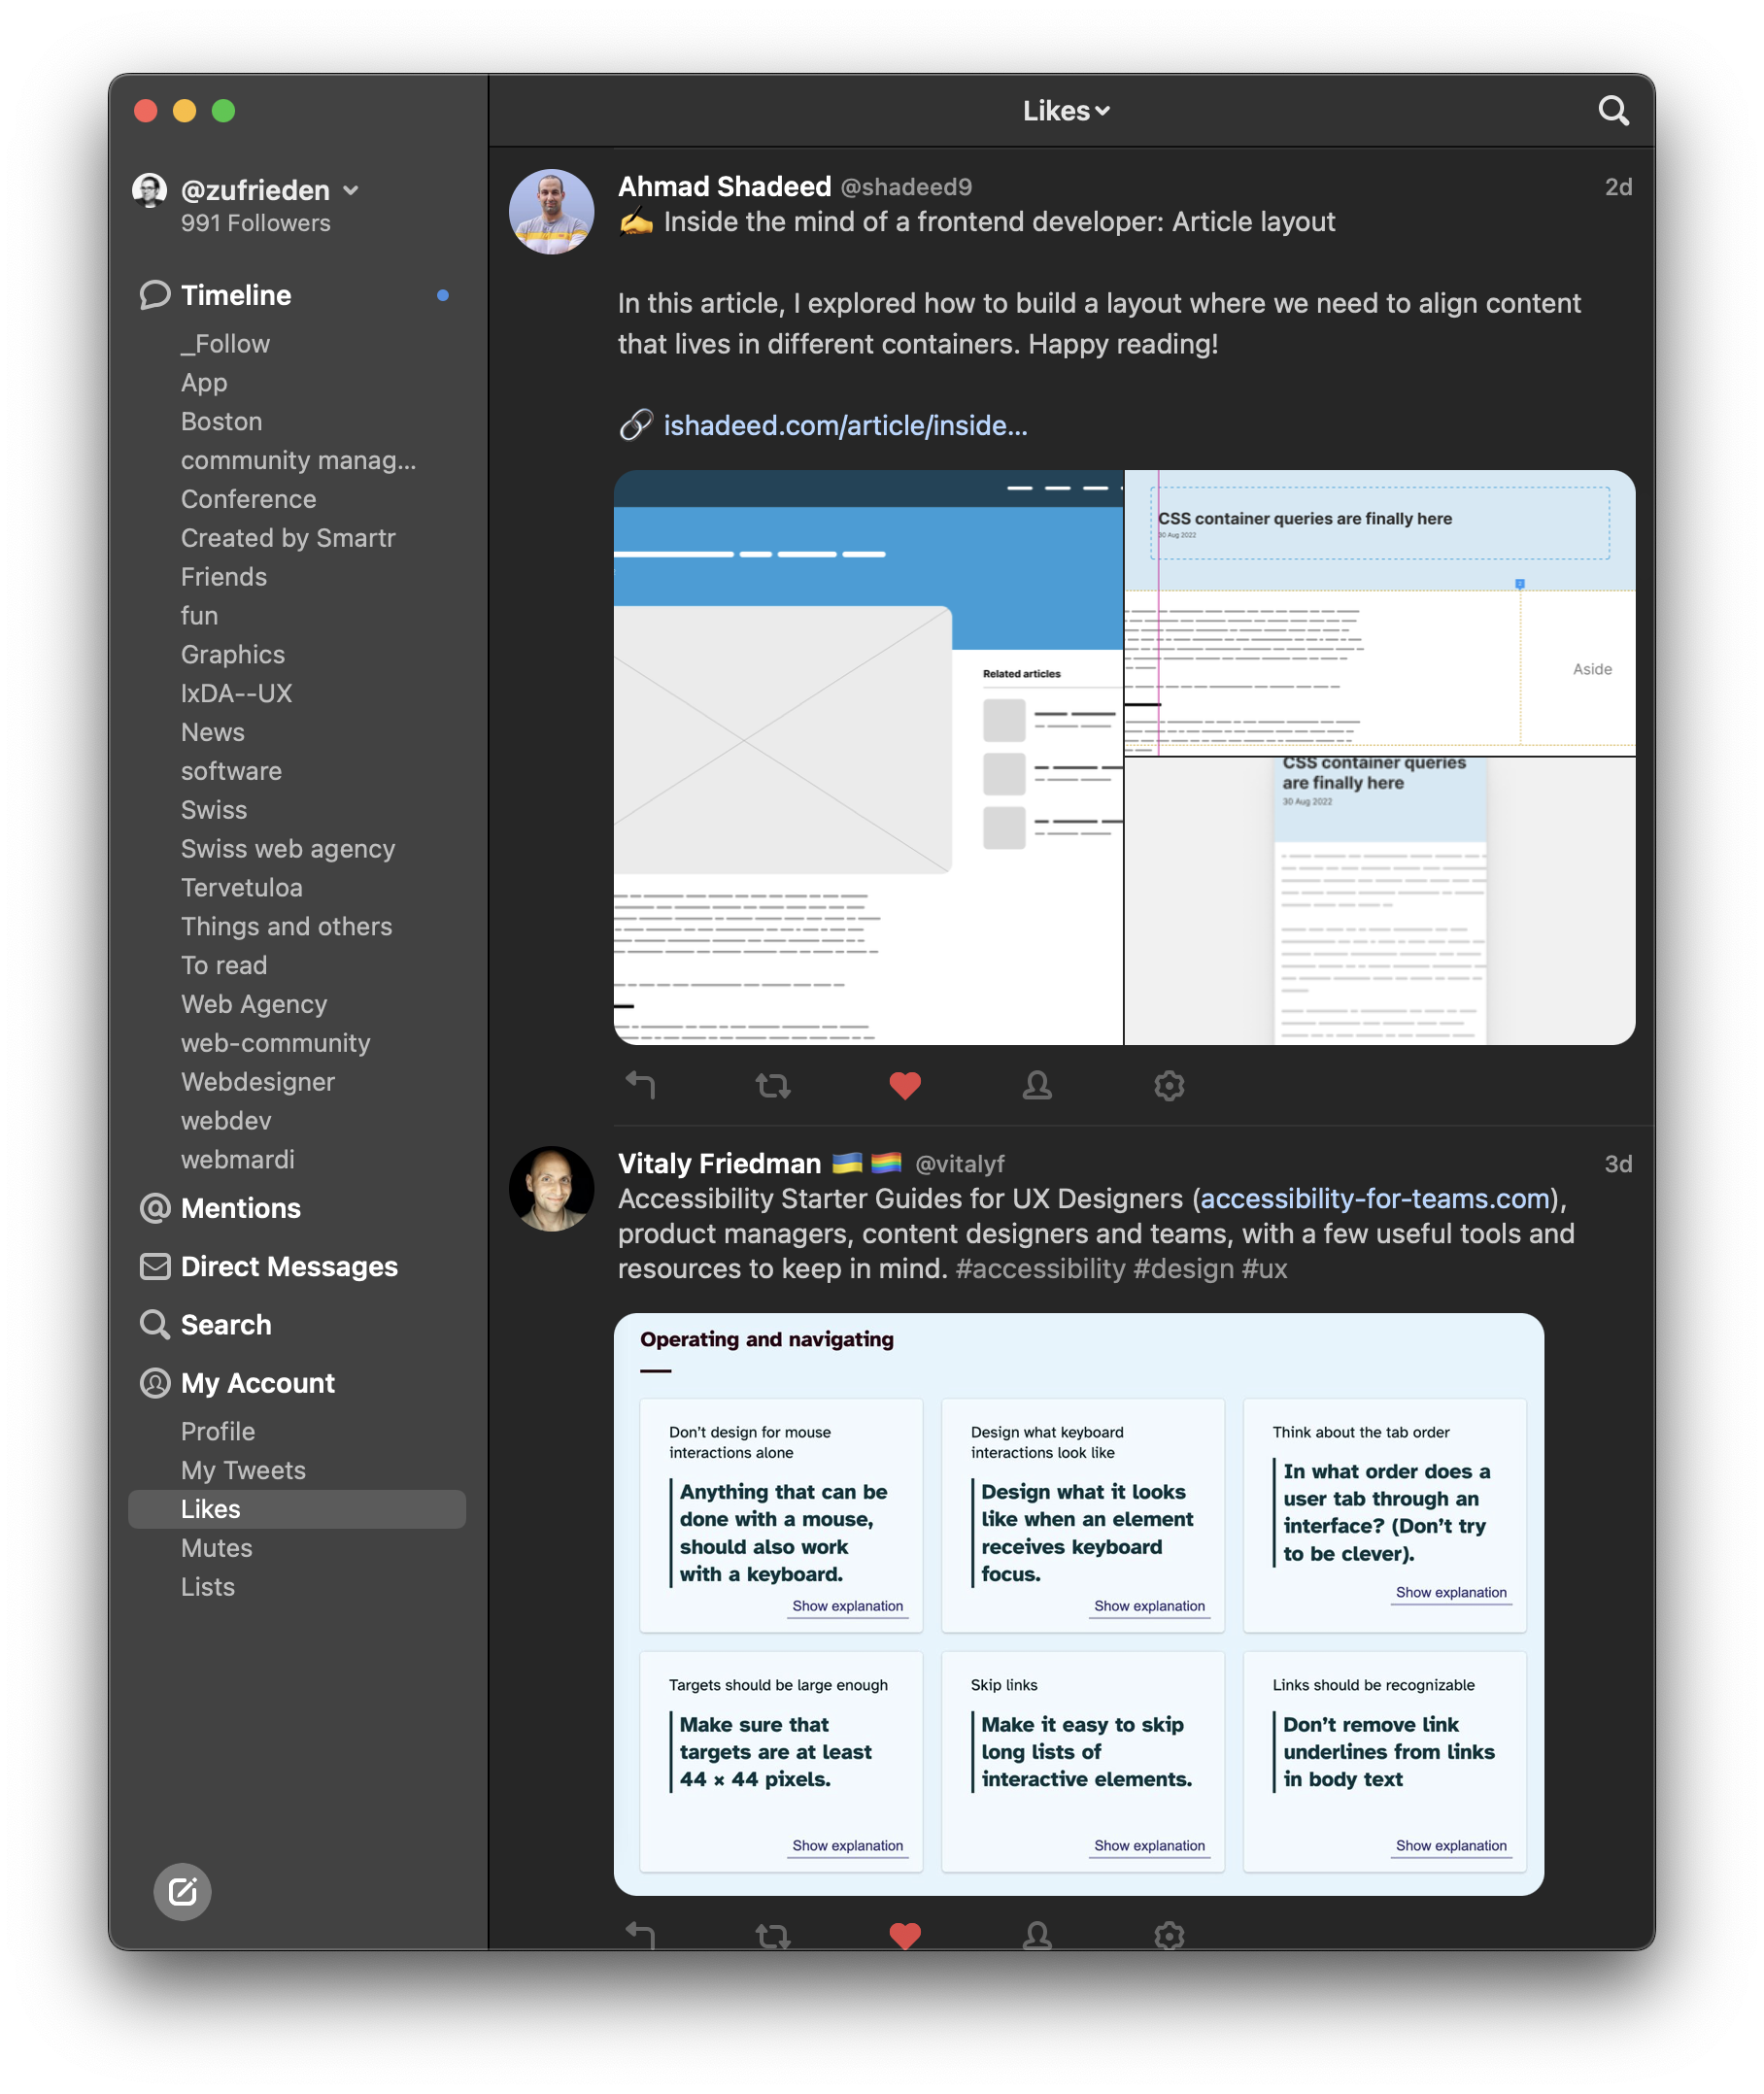 @zufrieden
991 Followers
Timeline
_Follow
App
Boston
community manag...
Conference
Created by Smartr
Friends
fun
Graphics
IxDA--UX
News
software
Swiss
Swiss web agency
Tervetuloa
Things and others
To read
Web Agency
web-community
Webdesigner
webdev
webmardi
Mentions
Direct Messages
Search
My Account
Profile
My Tweets
Likes
Mutes
Lists
Likes
Ahmad Shadeed @shadeed9 2d
✍️ Inside the mind of a frontend developer: Article layout
In this article, I explored how to build a layout where we need to align content
that lives in different containers. Happy reading!
🔗 ishadeed.com/article/inside...
Related articles
CSS container queries are finally here
30 Aug 2022
Aside
CSS container queries
are finally here
30 Aug 2022
Vitaly Friedman 🇺🇦 🏳️‍🌈 @vitalyf 3d
Accessibility Starter Guides for UX Designers (accessibility-for-teams.com),
product managers, content designers and teams, with a few useful tools and
resources to keep in mind. #accessibility #design #ux
Operating and navigating
Don't design for mouse
interactions alone
Anything that can be
done with a mouse,
should also work
with a keyboard.
Show explanation
Design what keyboard
interactions look like
Design what it looks
like when an element
receives keyboard
focus.
Show explanation
Think about the tab order
In what order does a
user tab through an
interface? (Don't try
to be clever).
Show explanation
Targets should be large enough
Make sure that
targets are at least
44 × 44 pixels.
Show explanation
Skip links
Make it easy to skip
long lists of
interactive elements.
Show explanation
Links should be recognizable
Don't remove link
underlines from links
in body text
Show explanation